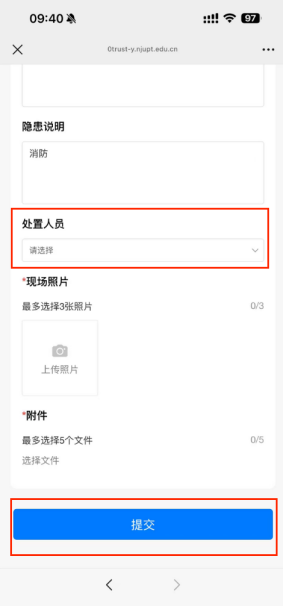 09:40
97
0trust-y.njupt.edu.cn
隐患说明
消防
处置人员
请选择
*现场照片
最多选择3张照片 0/3
上传照片
*附件
最多选择5个文件 0/5
选择文件
提交